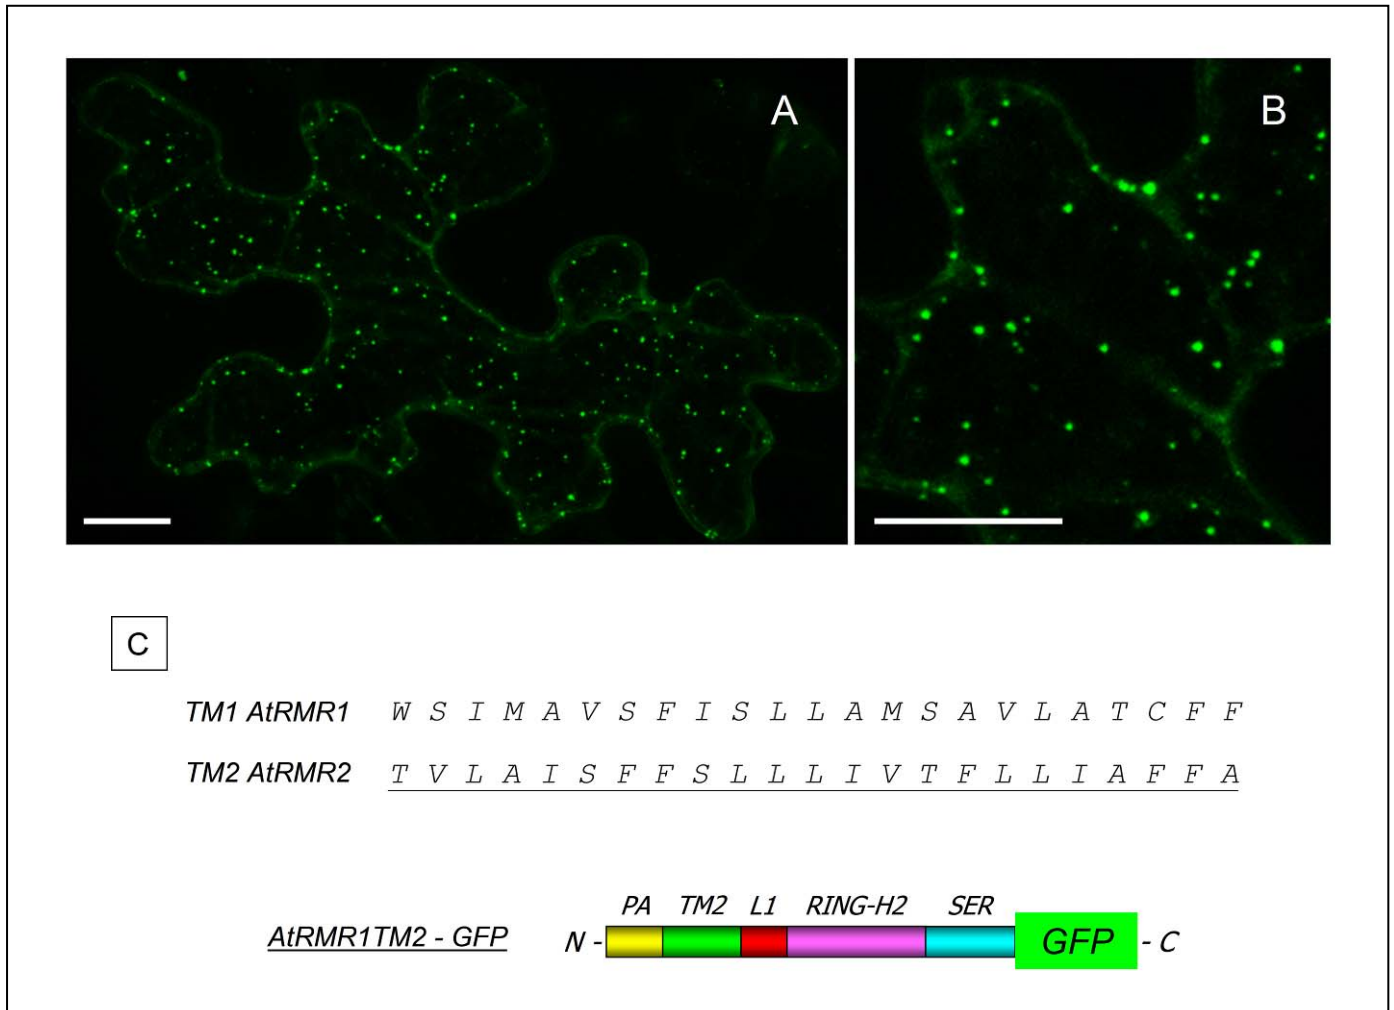 A
B
C
TM1 AtRMR1 W S I M A V S F I S L L A M S A V L A T C F F
TM2 AtRMR2 T V L A I S F F S L L L I V T F L L I A F F A
PA TM2 L1 RING-H2 SER
AtRMR1TM2 - GFP N - GFP - C